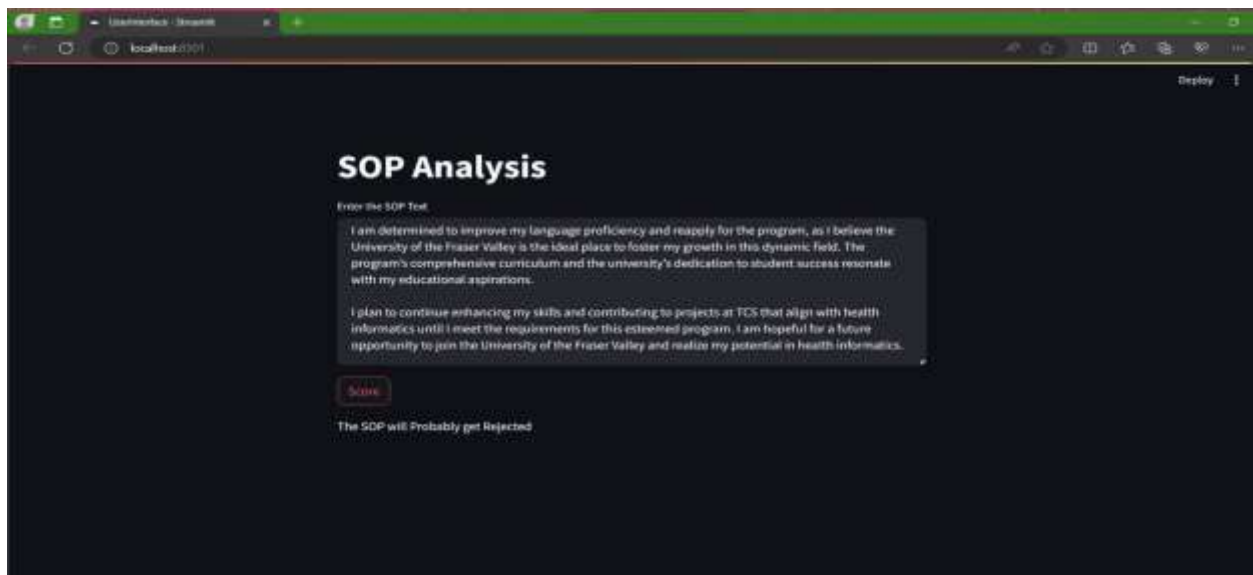 UserInterface · Streamlit
localhost:8501
Deploy
SOP Analysis
Enter the SOP Text
I am determined to improve my language proficiency and reapply for the program, as I believe the
University of the Fraser Valley is the ideal place to foster my growth in this dynamic field. The
program's comprehensive curriculum and the university's dedication to student success resonate
with my educational aspirations.
I plan to continue enhancing my skills and contributing to projects at TCS that align with health
informatics until I meet the requirements for this esteemed program. I am hopeful for a future
opportunity to join the University of the Fraser Valley and realize my potential in health informatics.
Score
The SOP will Probably get Rejected